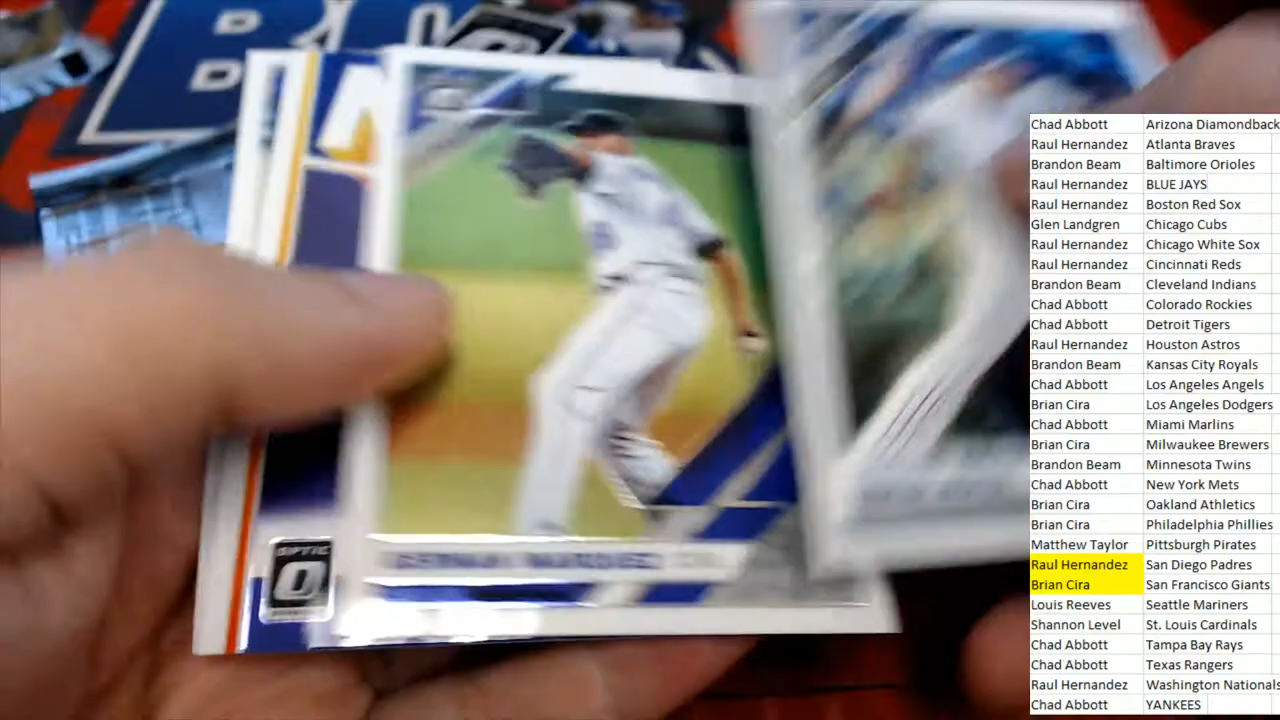 Chad Abbott Arizona Diamondback
Raul Hernandez Atlanta Braves
Brandon Beam Baltimore Orioles
Raul Hernandez BLUE JAYS
Raul Hernandez Boston Red Sox
Glen Landgren Chicago Cubs
Raul Hernandez Chicago White Sox
Raul Hernandez Cincinnati Reds
Brandon Beam Cleveland Indians
Chad Abbott Colorado Rockies
Chad Abbott Detroit Tigers
Raul Hernandez Houston Astros
Brandon Beam Kansas City Royals
Chad Abbott Los Angeles Angels
Brian Cira Los Angeles Dodgers
Chad Abbott Miami Marlins
Brian Cira Milwaukee Brewers
Brandon Beam Minnesota Twins
Chad Abbott New York Mets
Brian Cira Oakland Athletics
Brian Cira Philadelphia Phillies
Matthew Taylor Pittsburgh Pirates
Raul Hernandez San Diego Padres
Brian Cira San Francisco Giants
Louis Reeves Seattle Mariners
Shannon Level St. Louis Cardinals
Chad Abbott Tampa Bay Rays
Chad Abbott Texas Rangers
Raul Hernandez Washington Nationals
Chad Abbott YANKEES
OPTIC
GERMAN MARQUEZ